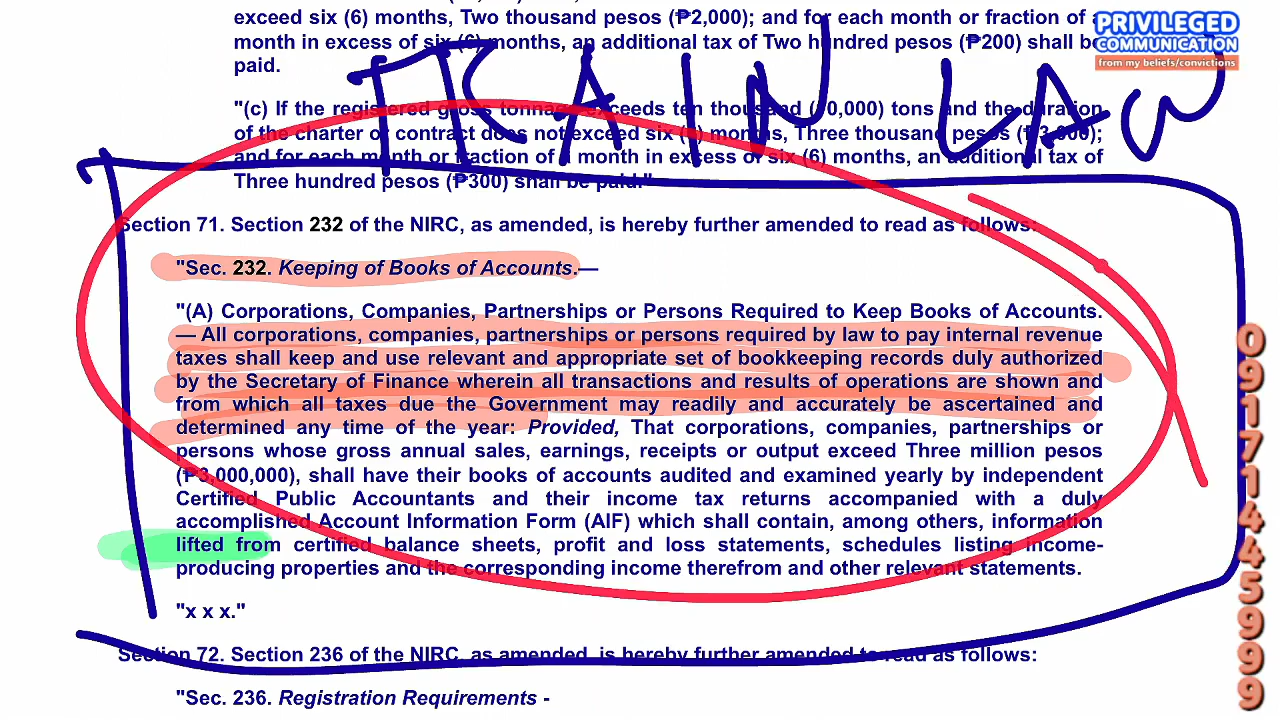 exceed six (6) months, Two thousand pesos (₱2,000); and for each month or fraction of a
month in excess of six (6) months, an additional tax of Two hundred pesos (₱200) shall be
paid.
PRIVILEGED
COMMUNICATION
from my beliefs/convictions
TRAIN LAW
"(c) If the registered gross tonnage exceeds ten thousand (10,000) tons and the duration
of the charter or contract does not exceed six (6) months, Three thousand pesos (₱3,000);
and for each month or fraction of a month in excess of six (6) months, an additional tax of
Three hundred pesos (₱300) shall be paid."
Section 71. Section 232 of the NIRC, as amended, is hereby further amended to read as follows:
"Sec. 232. Keeping of Books of Accounts.—
"(A) Corporations, Companies, Partnerships or Persons Required to Keep Books of Accounts.
— All corporations, companies, partnerships or persons required by law to pay internal revenue
taxes shall keep and use relevant and appropriate set of bookkeeping records duly authorized
by the Secretary of Finance wherein all transactions and results of operations are shown and
from which all taxes due the Government may readily and accurately be ascertained and
determined any time of the year: Provided, That corporations, companies, partnerships or
persons whose gross annual sales, earnings, receipts or output exceed Three million pesos
(₱3,000,000), shall have their books of accounts audited and examined yearly by independent
Certified Public Accountants and their income tax returns accompanied with a duly
accomplished Account Information Form (AIF) which shall contain, among others, information
lifted from certified balance sheets, profit and loss statements, schedules listing income-
producing properties and the corresponding income therefrom and other relevant statements.
"x x x."
Section 72. Section 236 of the NIRC, as amended, is hereby further amended to read as follows:
"Sec. 236. Registration Requirements -
09171445999